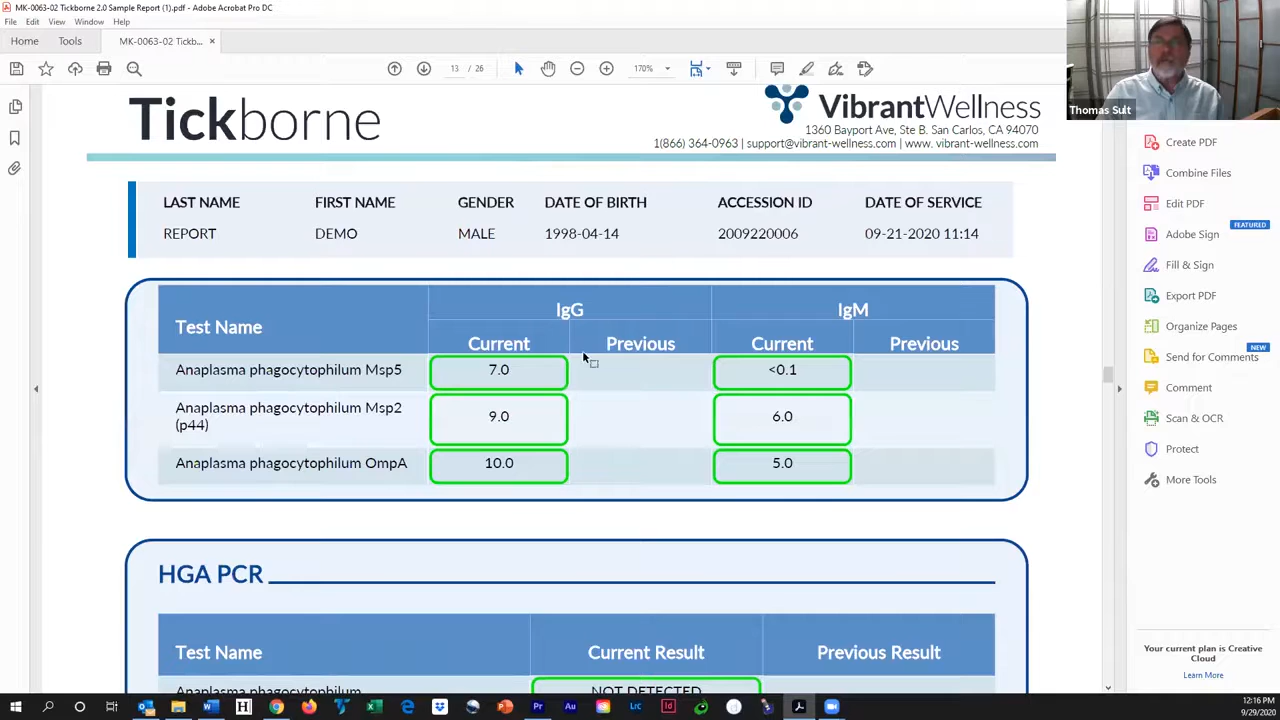 MK-0063-02 Tickborne 2.0 Sample Report (1).pdf - Adobe Acrobat Pro DC
File Edit View Window Help
Home Tools MK-0063-02 Tickb... ×
13 / 26 170%
Thomas Sult
Tickborne
VibrantWellness
1360 Bayport Ave, Ste B. San Carlos, CA 94070
1(866) 364-0963 | support@vibrant-wellness.com | www. vibrant-wellness.com
LAST NAME FIRST NAME GENDER DATE OF BIRTH ACCESSION ID DATE OF SERVICE
REPORT DEMO MALE 1998-04-14 2009220006 09-21-2020 11:14
Test Name IgG IgM
Current Previous Current Previous
Anaplasma phagocytophilum Msp5 7.0 <0.1
Anaplasma phagocytophilum Msp2
(p44) 9.0 6.0
Anaplasma phagocytophilum OmpA 10.0 5.0
HGA PCR
Test Name Current Result Previous Result
Anaplasma phagocytophilum NOT DETECTED
Create PDF
Combine Files
Edit PDF
FEATURED
Adobe Sign
Fill & Sign
Export PDF
Organize Pages
NEW
Send for Comments
Comment
Scan & OCR
Protect
More Tools
Your current plan is Creative
Cloud
Learn More
12:16 PM
9/29/2020